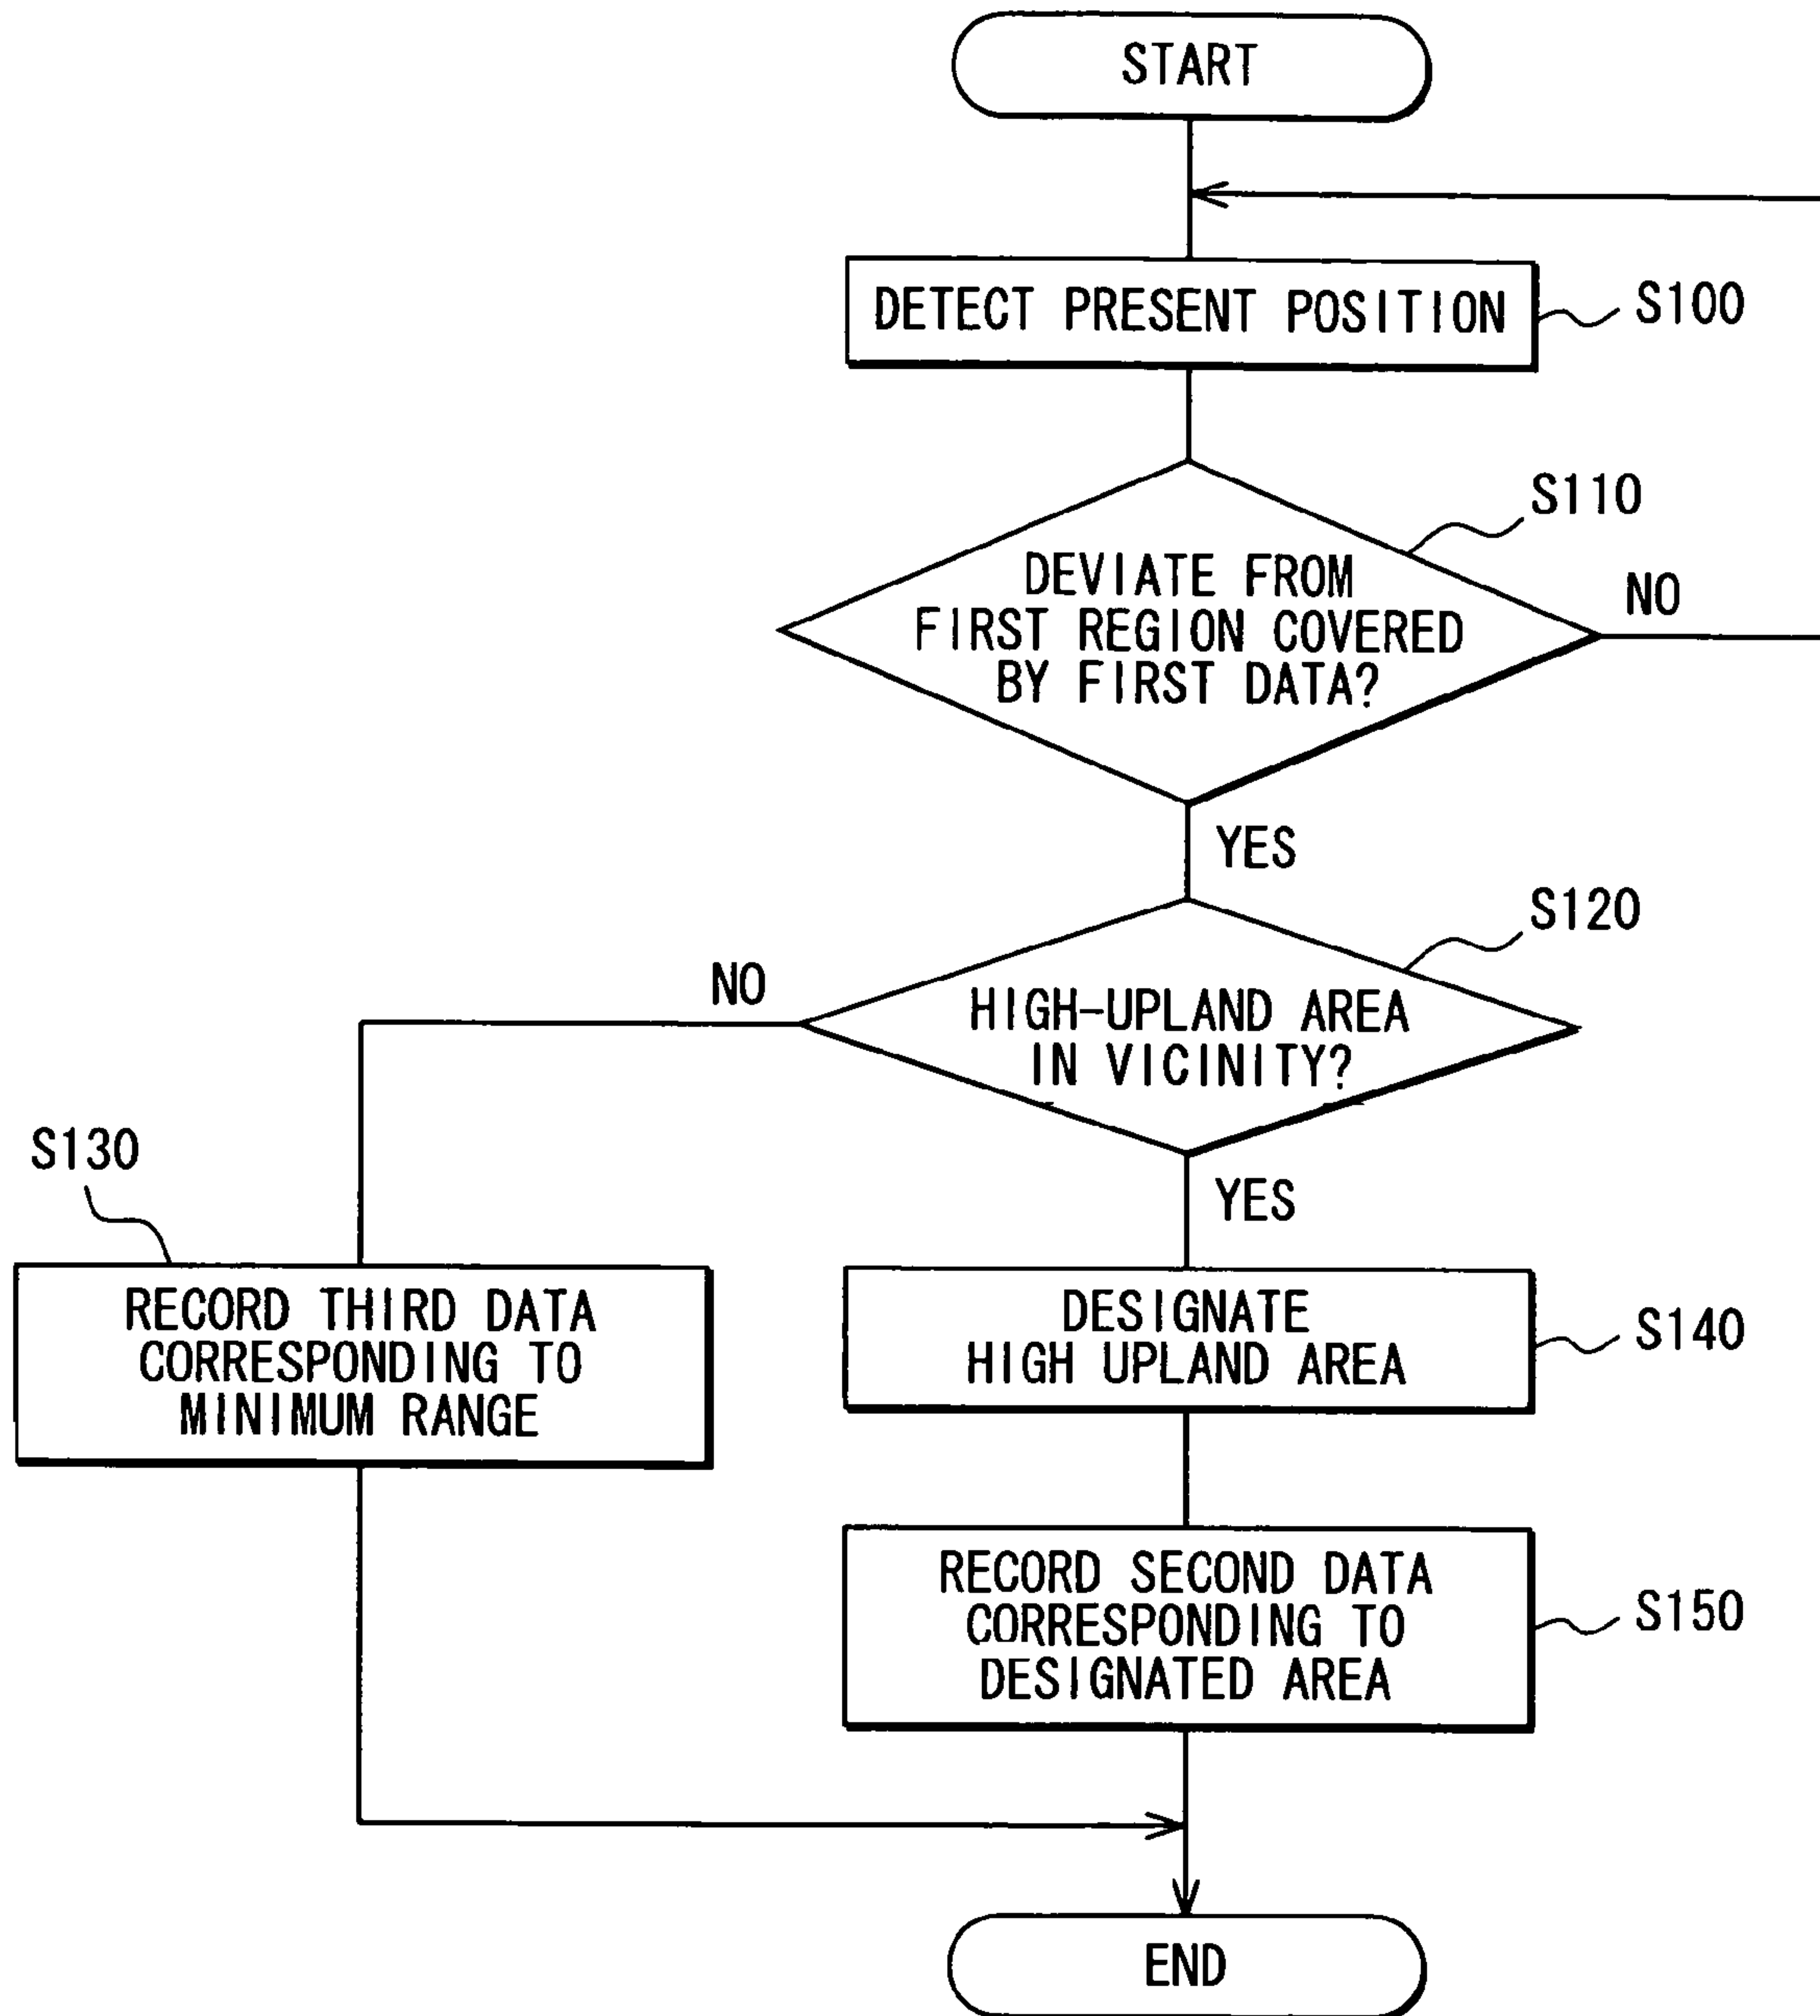 START
DETECT PRESENT POSITION
S100
S110
DEVIATE FROM
FIRST REGION COVERED
BY FIRST DATA?
NO
YES
S120
NO
HIGH-UPLAND AREA
IN VICINITY?
YES
S130
RECORD THIRD DATA
CORRESPONDING TO
MINIMUM RANGE
DESIGNATE
HIGH UPLAND AREA
S140
RECORD SECOND DATA
CORRESPONDING TO
DESIGNATED AREA
S150
END